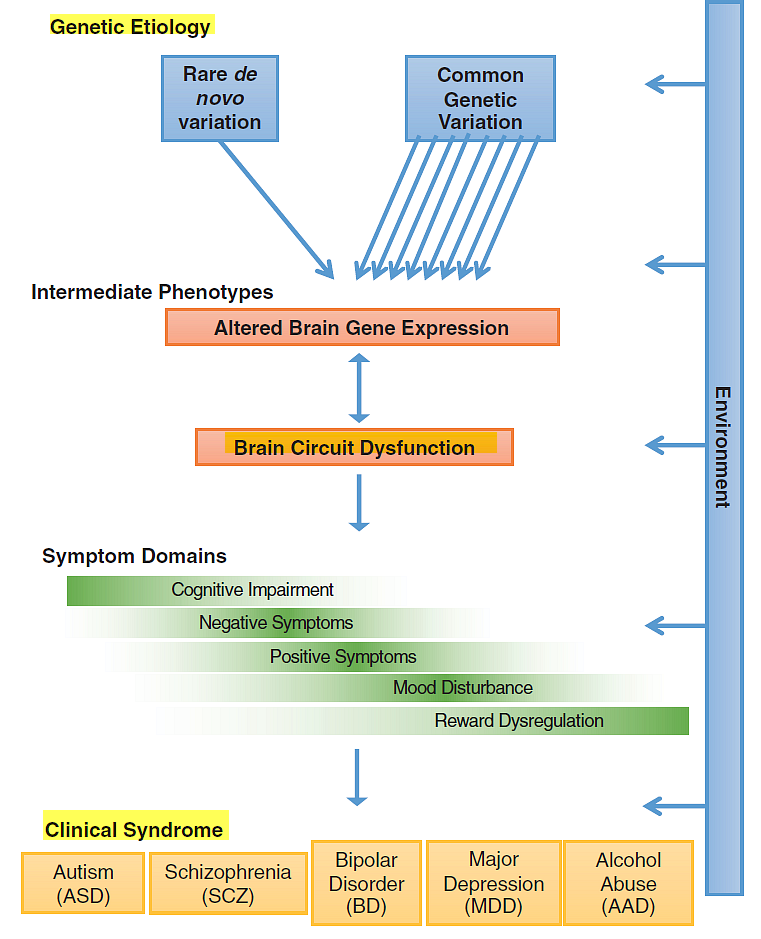 Genetic Etiology
Rare de
novo
variation
Common
Genetic
Variation
Intermediate Phenotypes
Altered Brain Gene Expression
Brain Circuit Dysfunction
Environment
Symptom Domains
Cognitive Impairment
Negative Symptoms
Positive Symptoms
Mood Disturbance
Reward Dysregulation
Clinical Syndrome
Autism
(ASD)
Schizophrenia
(SCZ)
Bipolar
Disorder
(BD)
Major
Depression
(MDD)
Alcohol
Abuse
(AAD)